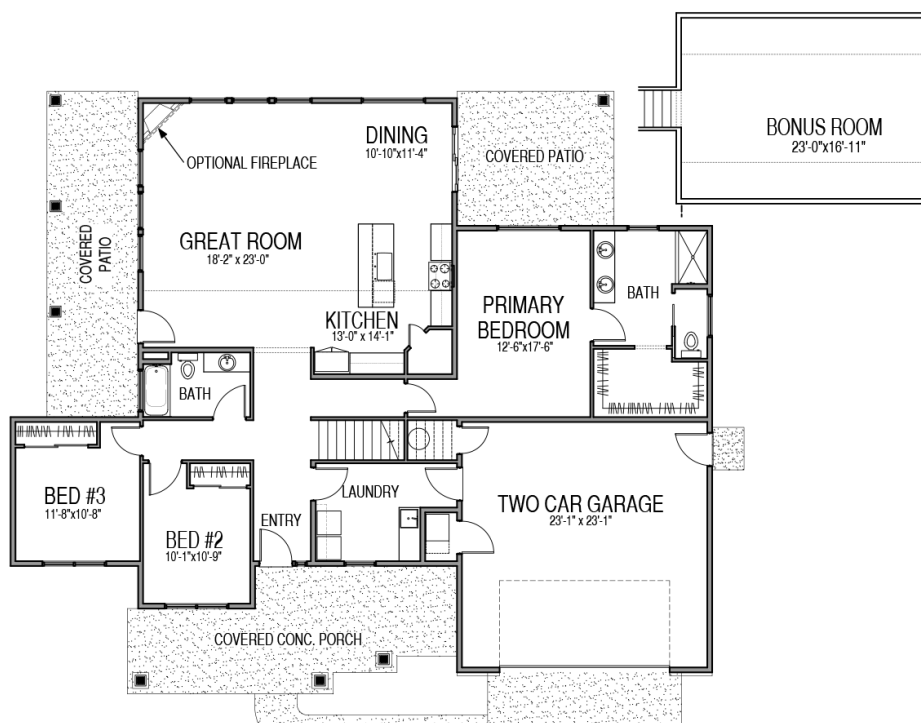 BONUS ROOM
23'-0"x16'-11"
DINING
10'-10"x11'-4"
OPTIONAL FIREPLACE
COVERED PATIO
COVERED
PATIO
GREAT ROOM
18'-2" x 23'-0"
BATH
PRIMARY
BEDROOM
12'-6"x17'-6"
KITCHEN
13'-0" x 14'-1"
BATH
BED #3
11'-8"x10'-8"
LAUNDRY
TWO CAR GARAGE
23'-1" x 23'-1"
ENTRY
BED #2
10'-1"x10'-9"
COVERED CONC. PORCH